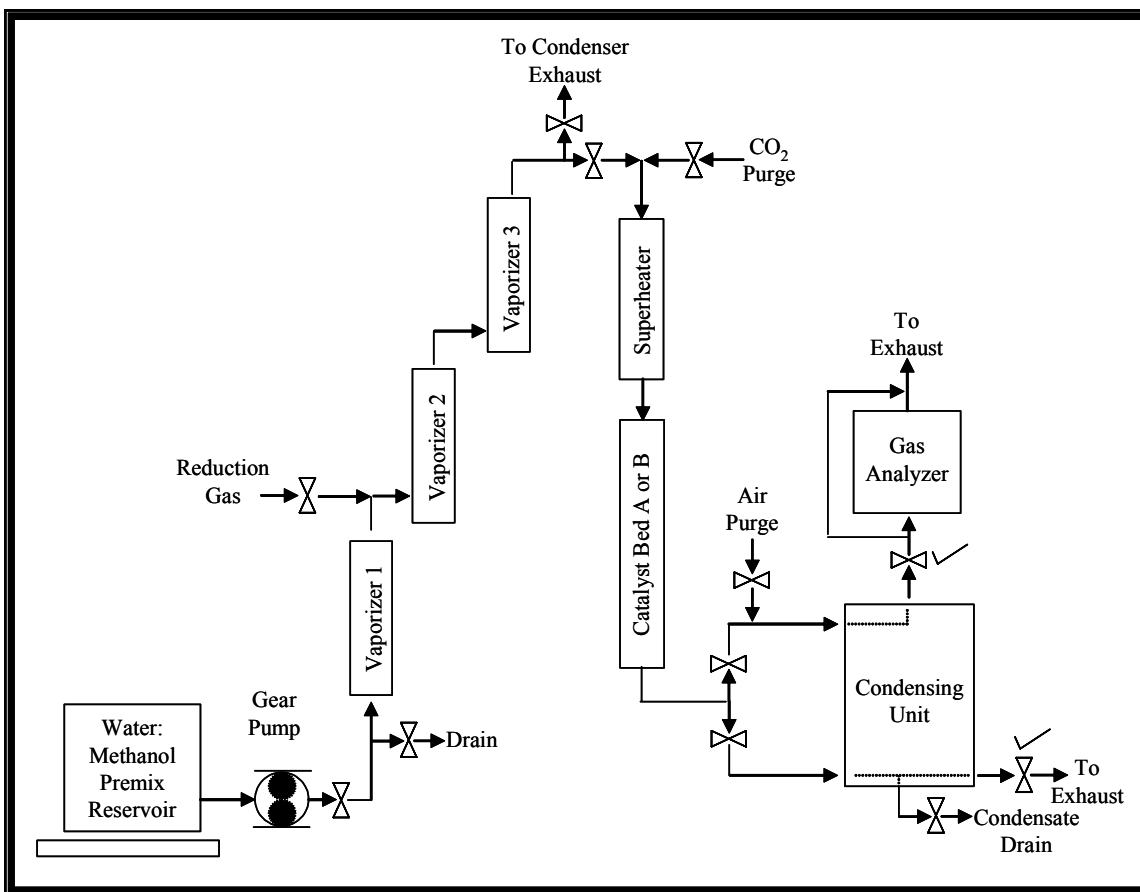 To Condenser
Exhaust
CO2
Purge
Vaporizer 3
Superheater
To
Exhaust
Vaporizer 2
Gas
Analyzer
Reduction
Gas
Catalyst Bed A or B
Air
Purge
Vaporizer 1
Condensing
Unit
Gear
Pump
Water:
Methanol
Premix
Reservoir
Drain
To
Exhaust
Condensate
Drain